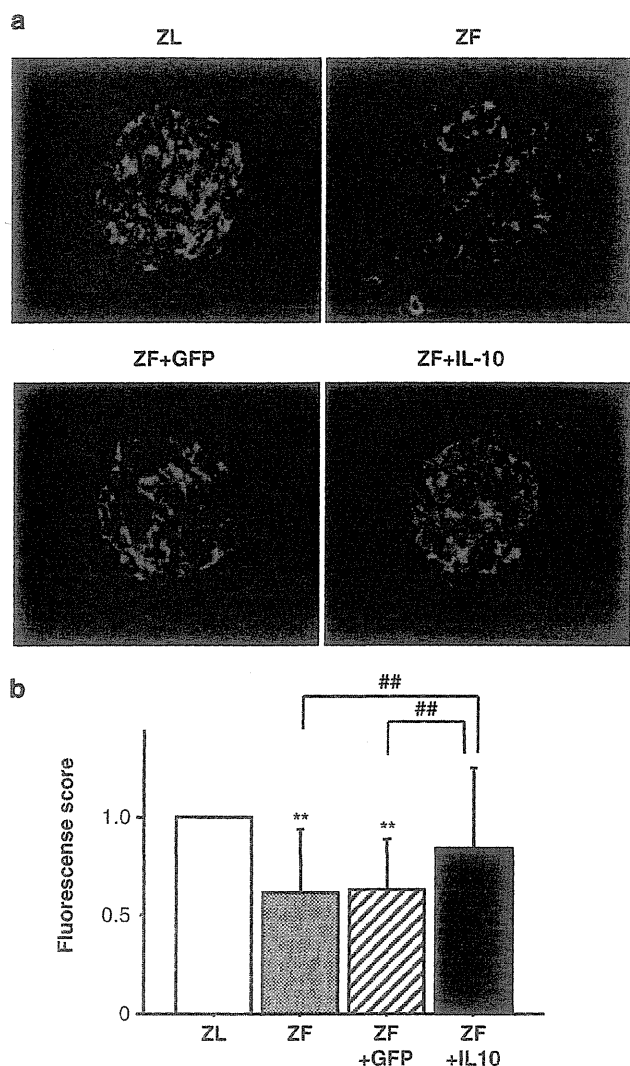 a
ZL ZF
ZF+GFP ZF+IL-10
b
##
##
Fluorescense score
1.0
** **
0.5
0
ZL ZF ZF ZF
+GFP +IL10